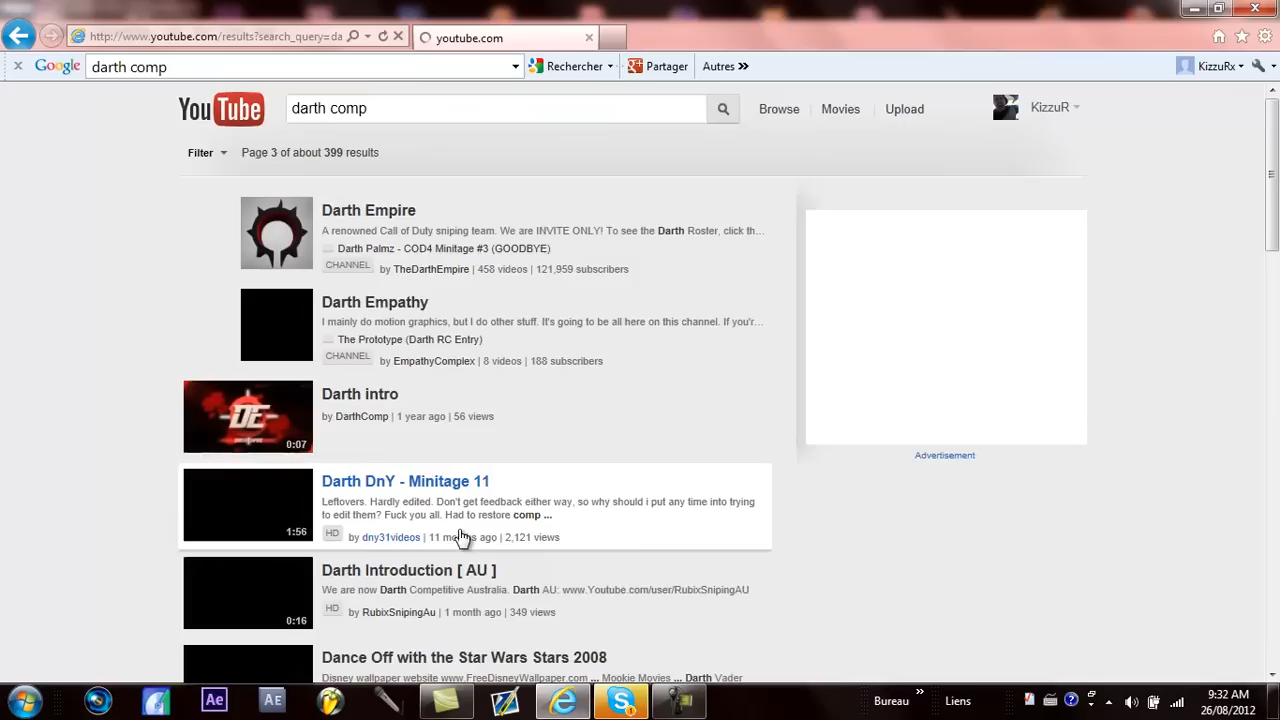 http://www.youtube.com/results?search_query=da
youtube.com
Google
darth comp
Rechercher
Partager
Autres »
KizzuRx
YouTube
darth comp
Browse
Movies
Upload
KizzuR
Filter
Page 3 of about 399 results
Darth Empire
A renowned Call of Duty sniping team. We are INVITE ONLY! To see the Darth Roster, click th...
Darth Palmz - COD4 Minitage #3 (GOODBYE)
CHANNEL by TheDarthEmpire | 458 videos | 121,959 subscribers
Darth Empathy
I mainly do motion graphics, but I do other stuff. It's going to be all here on this channel. If you'r...
The Prototype (Darth RC Entry)
CHANNEL by EmpathyComplex | 8 videos | 188 subscribers
Darth intro
by DarthComp | 1 year ago | 56 views
DE
0:07
Darth DnY - Minitage 11
Leftovers. Hardly edited. Don't get feedback either way, so why should i put any time into trying
to edit them? Fuck you all. Had to restore comp ...
1:56
HD by dny31videos | 11 months ago | 2,121 views
Darth Introduction [ AU ]
We are now Darth Competitive Australia. Darth AU: www.Youtube.com/user/RubixSnipingAU
HD by RubixSnipingAu | 1 month ago | 349 views
0:16
Dance Off with the Star Wars Stars 2008
Disney wallpaper website www.FreeDisneyWallpaper.com ... Mookie Movies ... Darth Vader
Advertisement
Ae
AE
Bureau
»
Liens
9:32 AM
26/08/2012